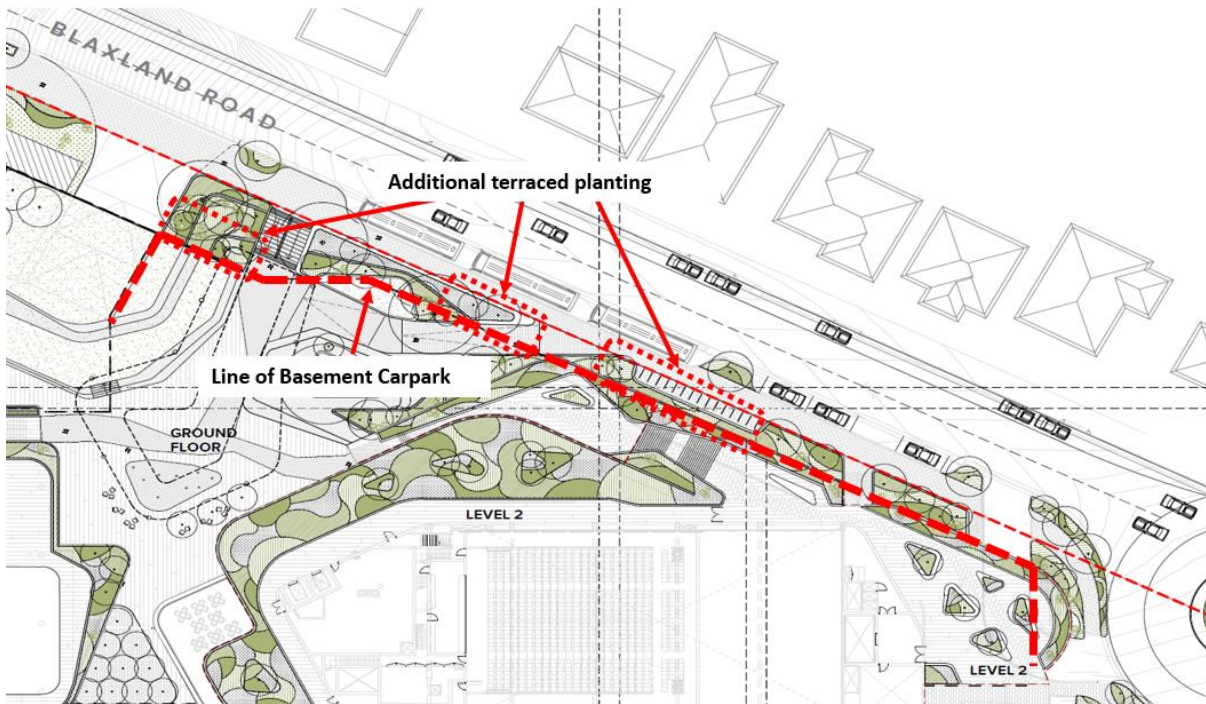 BLAXLAND ROAD
Additional terraced planting
Line of Basement Carpark
GROUND
FLOOR
LEVEL 2
LEVEL 2